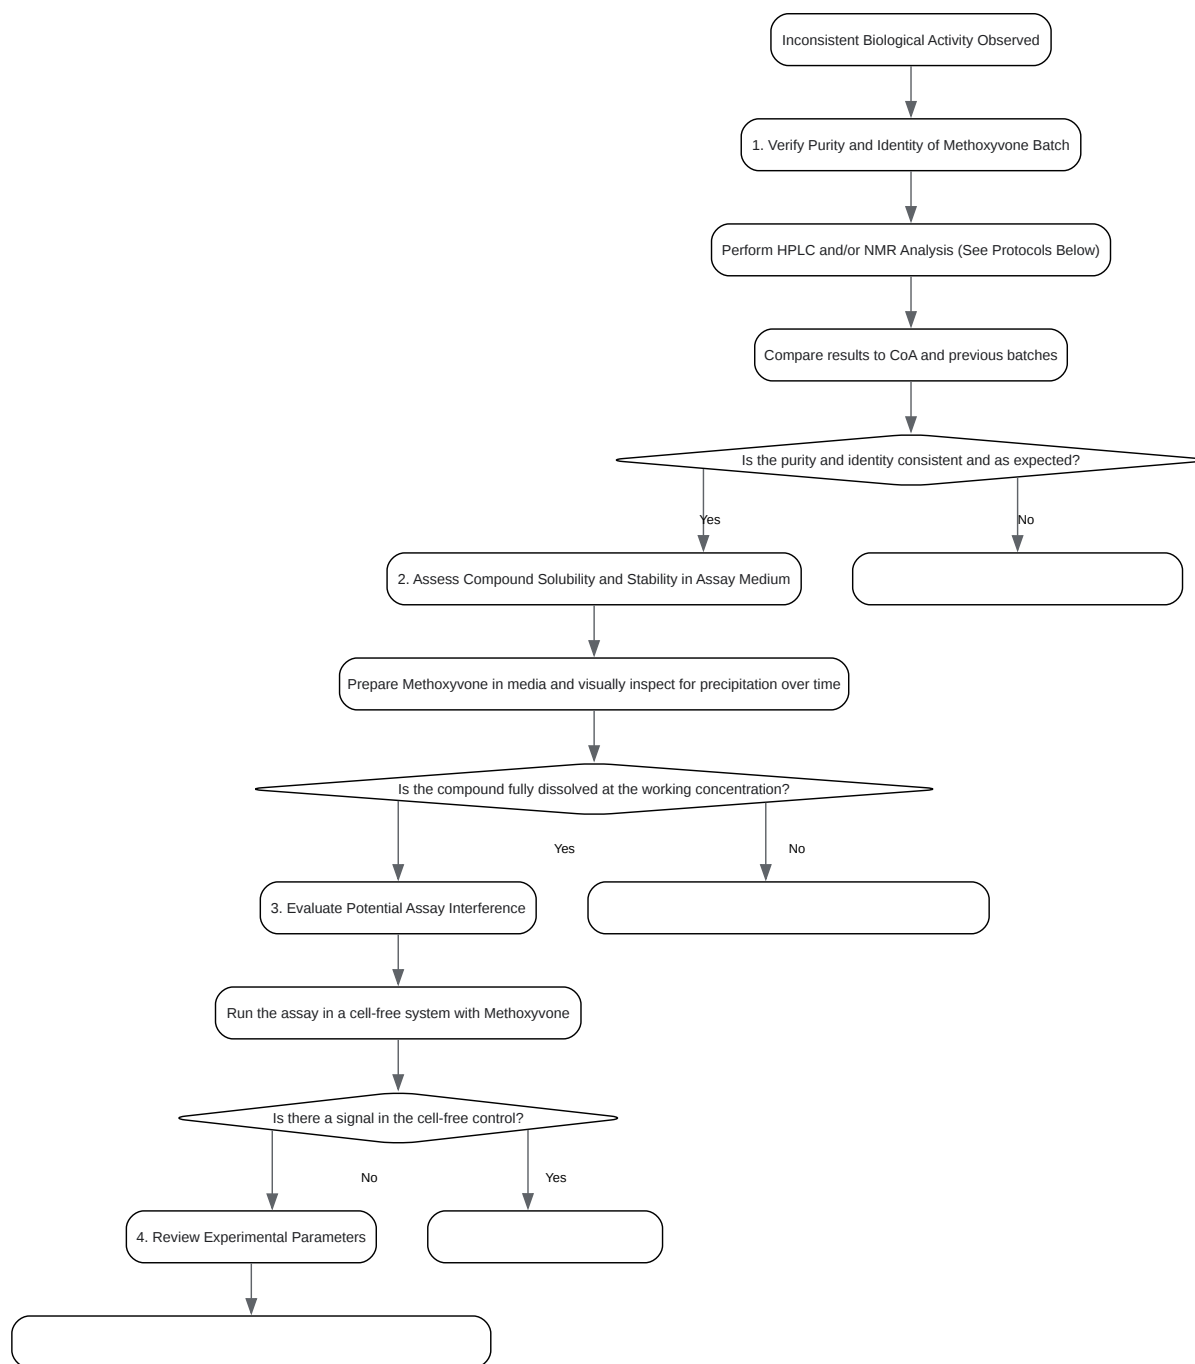 Inconsistent Biological Activity Observed
1. Verify Purity and Identity of Methoxyvone Batch
Perform HPLC and/or NMR Analysis (See Protocols Below)
Compare results to CoA and previous batches
Is the purity and identity consistent and as expected?
Yes
No
2. Assess Compound Solubility and Stability in Assay Medium
Prepare Methoxyvone in media and visually inspect for precipitation over time
Is the compound fully dissolved at the working concentration?
Yes
No
3. Evaluate Potential Assay Interference
Run the assay in a cell-free system with Methoxyvone
Is there a signal in the cell-free control?
No
Yes
4. Review Experimental Parameters